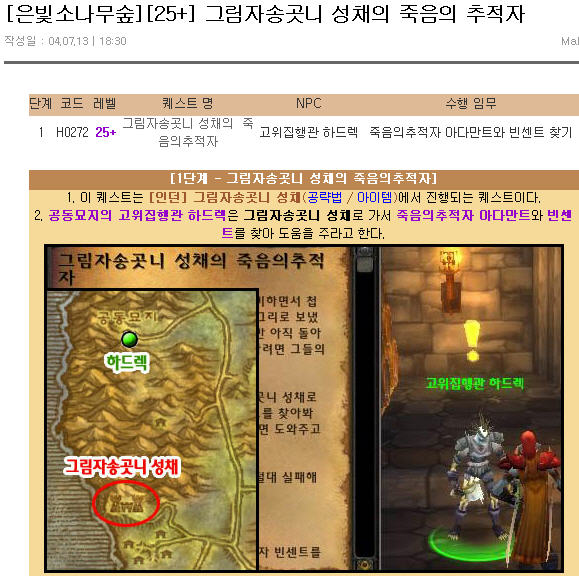 [은빛소나무숲][25+] 그림자송곳니 성채의 죽음의 추적자
작성일 : 04.07.13 | 18:30
Mal
단계 코드 레벨 퀘스트 명 NPC 수행 임무
1 H0272 25+ 그림자송곳니 성채의 죽음의추적자 고위집행관 하드렉 죽음의추적자 아다만트와 빈센트 찾기
[1단계 - 그림자송곳니 성채의 죽음의추적자]
1. 이 퀘스트는 [인던] 그림자송곳니 성채(공략법 / 아이템)에서 진행되는 퀘스트이다.
2. 공동묘지의 고위집행관 하드렉은 그림자송곳니 성채로 가서 죽음의추적자 아다만트와 빈센
트를 찾아 도움을 주라고 한다.
그림자송곳니 성채의 죽음의추적
자
공동묘지
하드렉
그림자송곳니 성채
비하면서 첩
그리로 보냈
만 아직 돌아
려면 그들의
곳니 성채로
를 찾아봐
면 도와주고
절대 실패해
자 빈센트를
고위집행관 하드렉